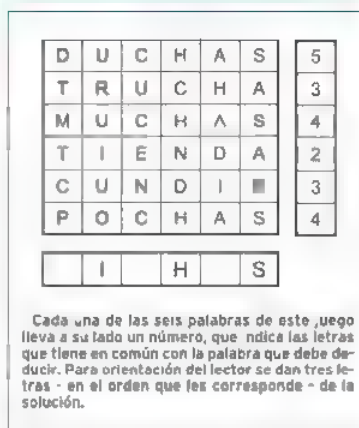 D U C H A S 5
T R U C H A 3
M U C H A S 4
T I E N D A 2
C U N D I 3
P O C H A S 4
I H S
Cada una de las seis palabras de este juego
lleva a su lado un número, que indica las letras
que tiene en común con la palabra que debe de-
ducir. Para orientación del lector se dan tres le-
tras - en el orden que les corresponde - de la
solución.